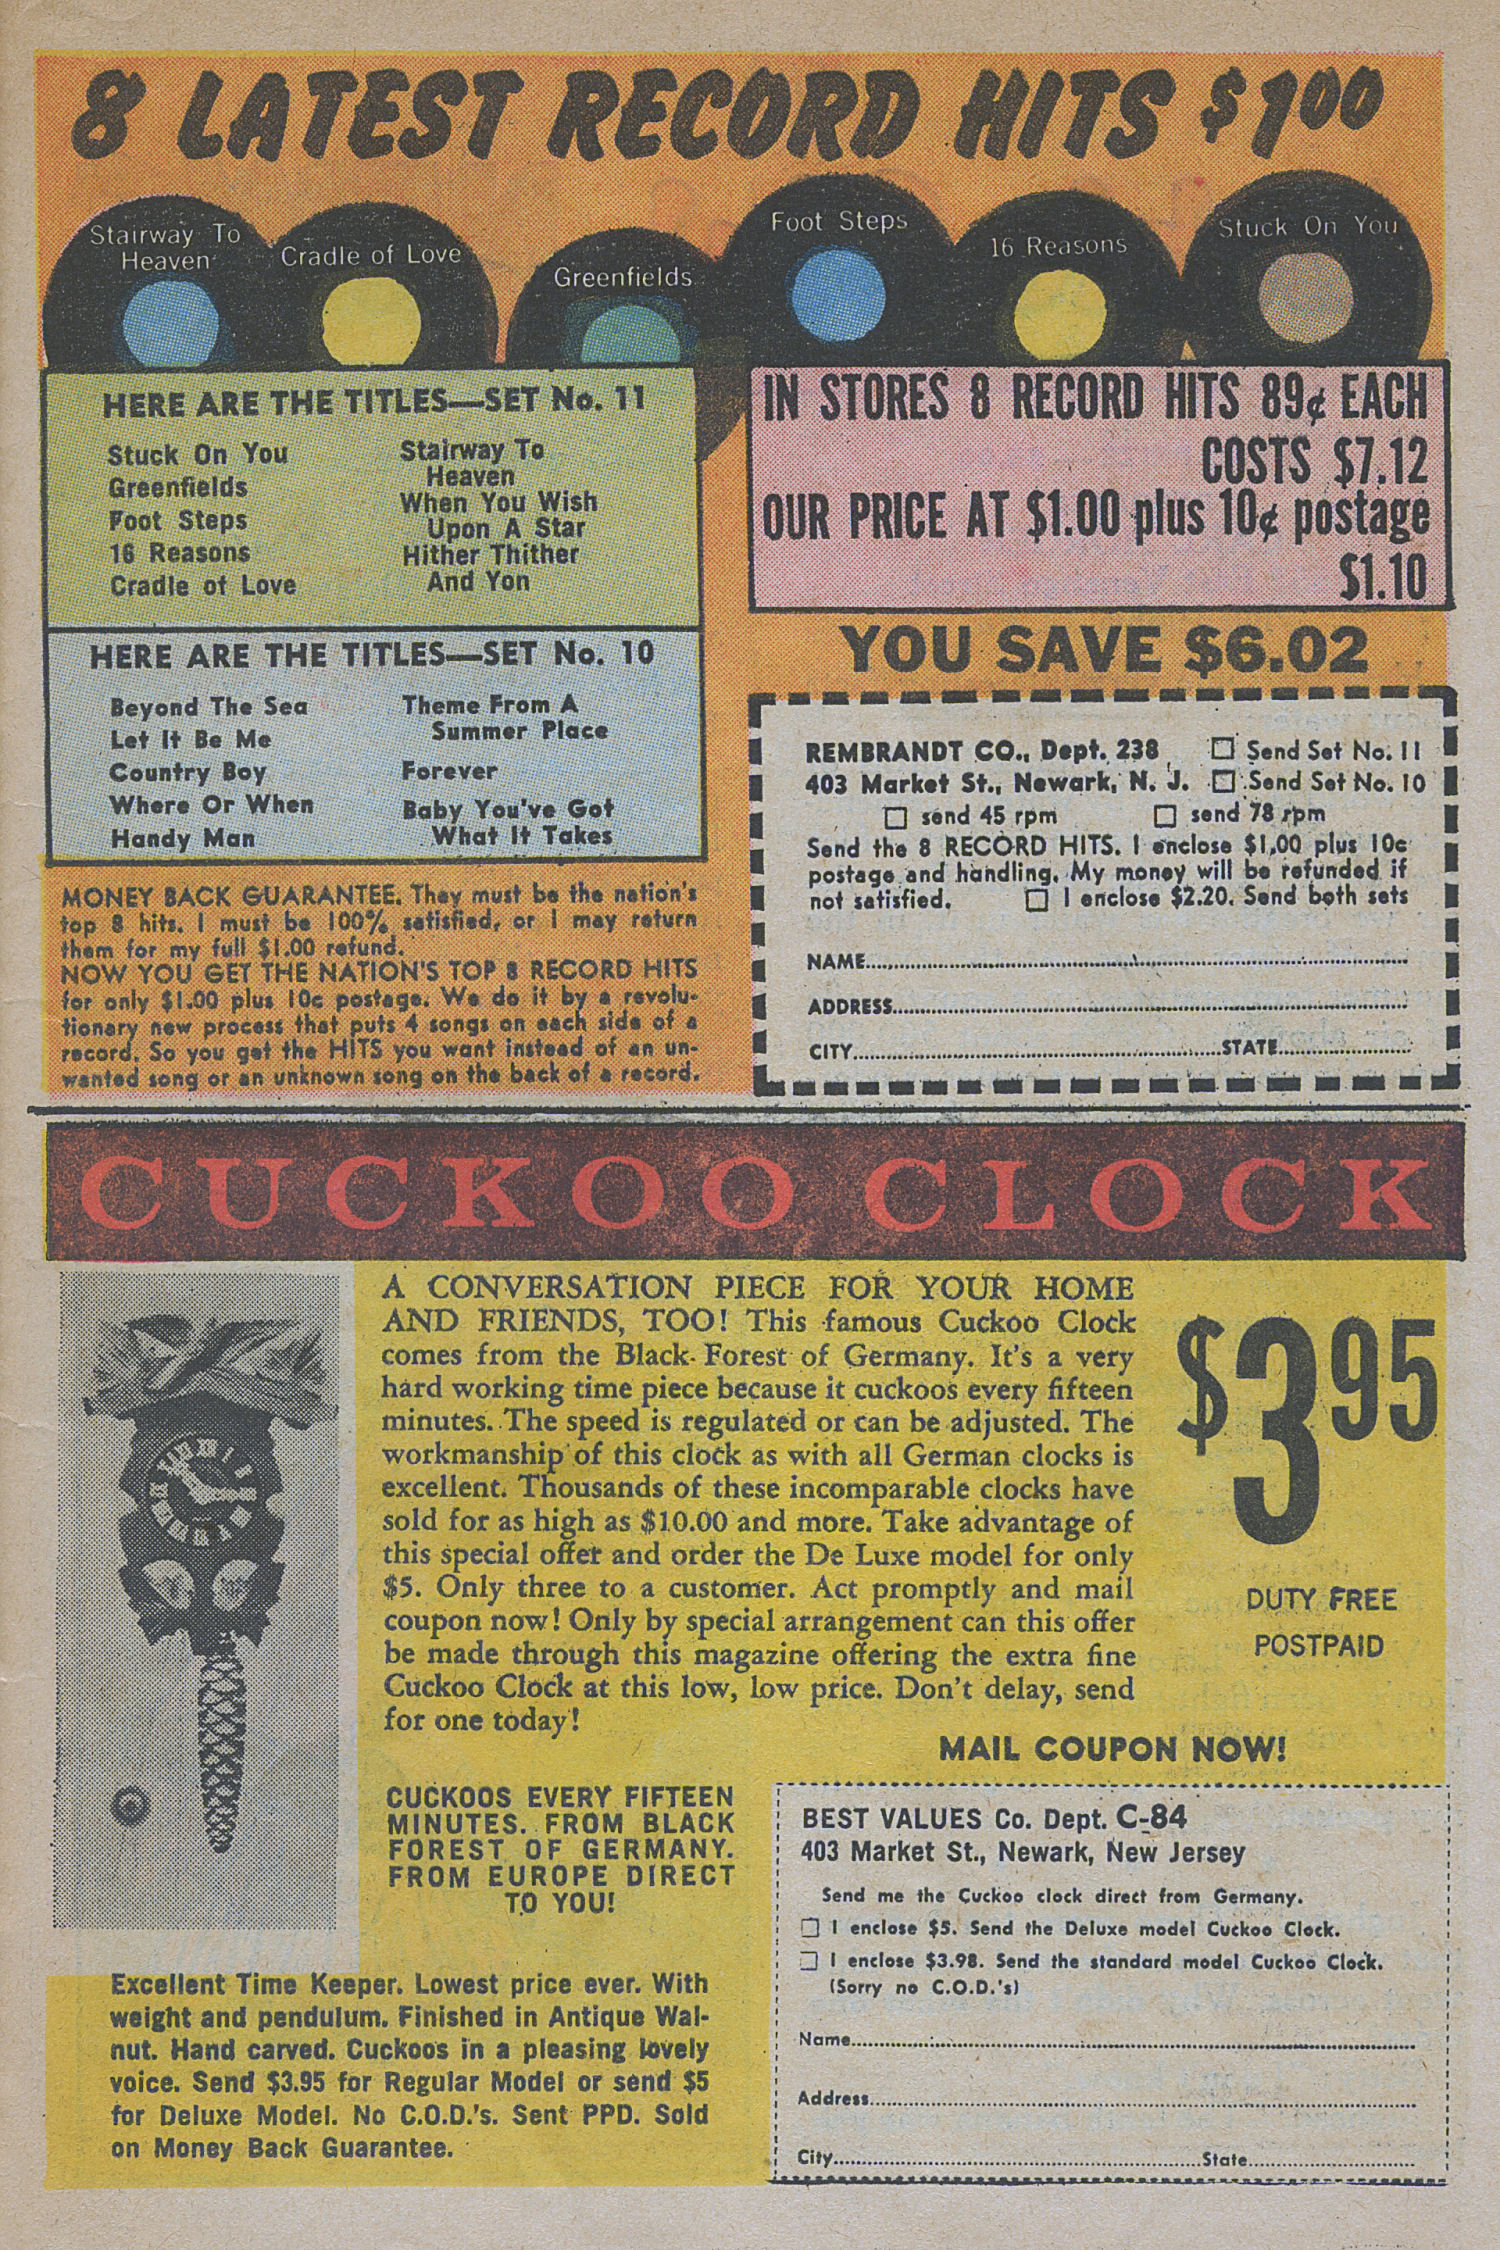 8 LATEST RECORD HITS $1.00
Stairway To
Heaven
Cradle of Love
Greenfields
Foot Steps
16 Reasons
Stuck On You
HERE ARE THE TITLES—SET No. 11
Stuck On You
Greenfields
Foot Steps
16 Reasons
Cradle of Love
Stairway To
Heaven
When You Wish
Upon A Star
Hither Thither
And Yon
HERE ARE THE TITLES—SET No. 10
Beyond The Sea
Let It Be Me
Country Boy
Where Or When
Handy Man
Theme From A
Summer Place
Forever
Baby You've Got
What It Takes
MONEY BACK GUARANTEE. They must be the nation's
top 8 hits. I must be 100% satisfied, or I may return
them for my full $1.00 refund.
NOW YOU GET THE NATION'S TOP 8 RECORD HITS
for only $1.00 plus 10c postage. We do it by a revolu-
tionary new process that puts 4 songs on each side of a
record. So you get the HITS you want instead of an un-
wanted song or an unknown song on the back of a record.
IN STORES 8 RECORD HITS 89¢ EACH
COSTS $7.12
OUR PRICE AT $1.00 plus 10¢ postage
$1.10
YOU SAVE $6.02
REMBRANDT CO., Dept. 238 ☐ Send Set No. 11
403 Market St., Newark, N. J. ☐ Send Set No. 10
☐ send 45 rpm ☐ send 78 rpm
Send the 8 RECORD HITS. I enclose $1.00 plus 10c
postage and handling. My money will be refunded if
not satisfied. ☐ I enclose $2.20. Send both sets
NAME
ADDRESS
CITY STATE
CUCKOO CLOCK
A CONVERSATION PIECE FOR YOUR HOME
AND FRIENDS, TOO! This famous Cuckoo Clock
comes from the Black Forest of Germany. It's a very
hard working time piece because it cuckoos every fifteen
minutes. The speed is regulated or can be adjusted. The
workmanship of this clock as with all German clocks is
excellent. Thousands of these incomparable clocks have
sold for as high as $10.00 and more. Take advantage of
this special offer and order the De Luxe model for only
$5. Only three to a customer. Act promptly and mail
coupon now! Only by special arrangement can this offer
be made through this magazine offering the extra fine
Cuckoo Clock at this low, low price. Don't delay, send
for one today!
$3.95
DUTY FREE
POSTPAID
MAIL COUPON NOW!
CUCKOOS EVERY FIFTEEN
MINUTES. FROM BLACK
FOREST OF GERMANY.
FROM EUROPE DIRECT
TO YOU!
Excellent Time Keeper. Lowest price ever. With
weight and pendulum. Finished in Antique Wal-
nut. Hand carved. Cuckoos in a pleasing lovely
voice. Send $3.95 for Regular Model or send $5
for Deluxe Model. No C.O.D.'s. Sent PPD. Sold
on Money Back Guarantee.
BEST VALUES Co. Dept. C-84
403 Market St., Newark, New Jersey
Send me the Cuckoo clock direct from Germany.
☐ I enclose $5. Send the Deluxe model Cuckoo Clock.
☐ I enclose $3.98. Send the standard model Cuckoo Clock.
(Sorry no C.O.D.'s)
Name
Address
City State